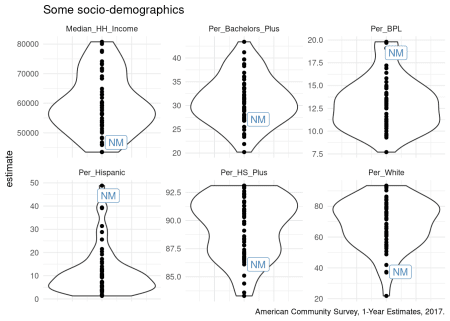 Some socio-demographics
Median_HH_Income
Per_Bachelors_Plus
Per_BPL
80000
70000
60000
50000
NM
40
35
30
25
20
NM
20.0
17.5
15.0
12.5
10.0
7.5
NM
estimate
Per_Hispanic
Per_HS_Plus
Per_White
50
40
30
20
10
0
NM
92.5
90.0
87.5
85.0
NM
80
60
40
20
NM
American Community Survey, 1-Year Estimates, 2017.